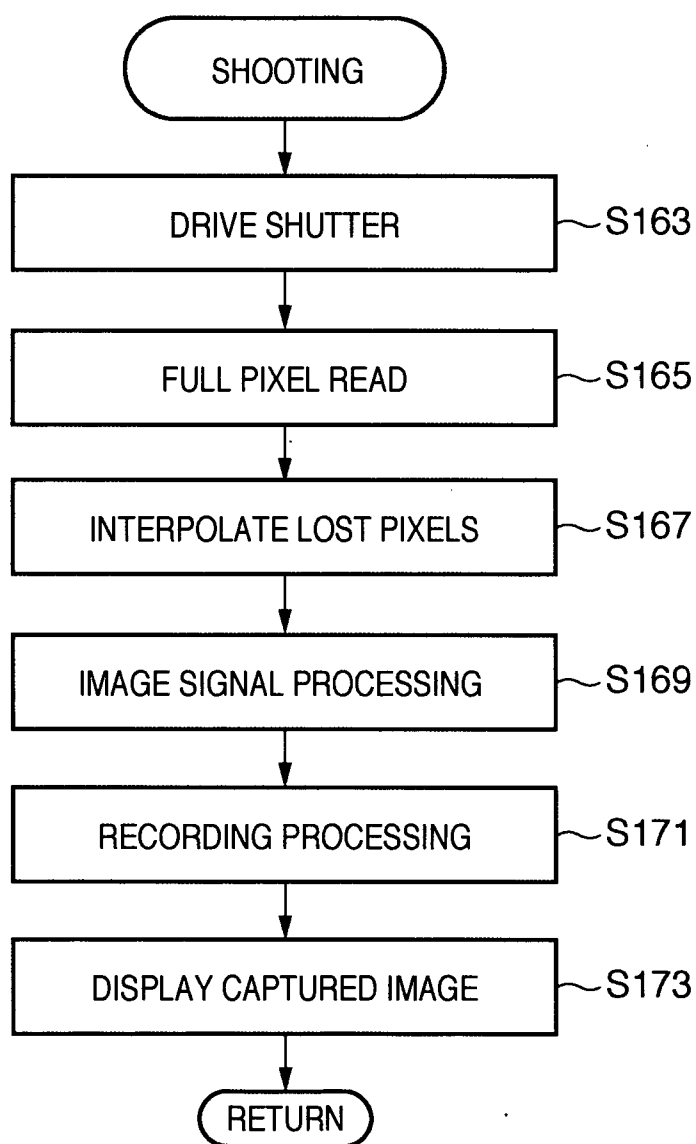 SHOOTING
DRIVE SHUTTER S163
FULL PIXEL READ S165
INTERPOLATE LOST PIXELS S167
IMAGE SIGNAL PROCESSING S169
RECORDING PROCESSING S171
DISPLAY CAPTURED IMAGE S173
RETURN